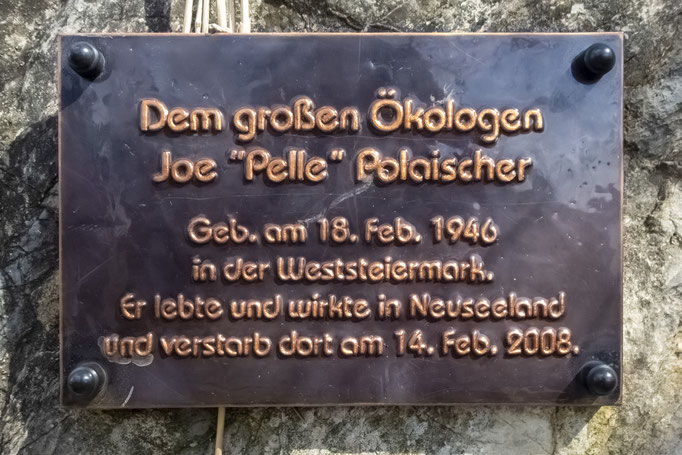 Dem großen Ökologen
Joe "Pelle" Polaischer
Geb. am 18. Feb. 1946
in der Weststeiermark.
Er lebte und wirkte in Neuseeland
und verstarb dort am 14. Feb. 2008.